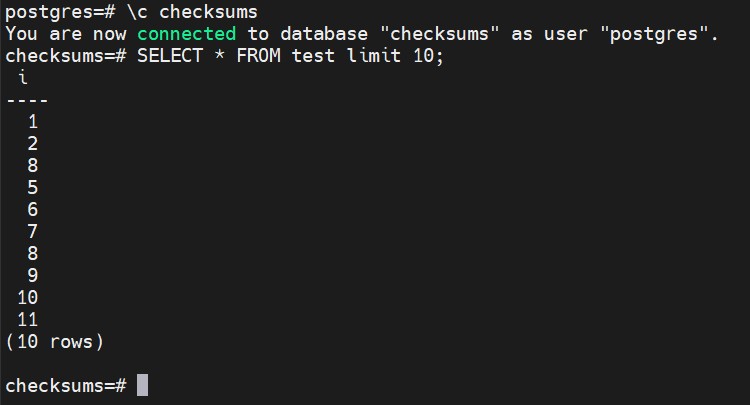 postgres=# \c checksums
You are now connected to database "checksums" as user "postgres".
checksums=# SELECT * FROM test limit 10;
i
----
1
2
8
5
6
7
8
9
10
11
(10 rows)
checksums=#